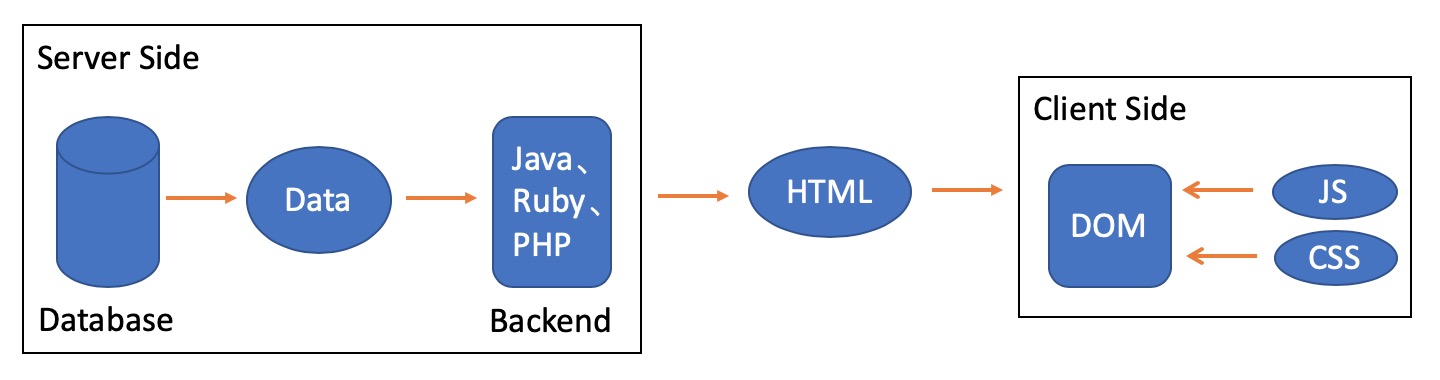 Server Side
Database
Data
Java、
Ruby、
PHP
Backend
HTML
Client Side
DOM
JS
CSS